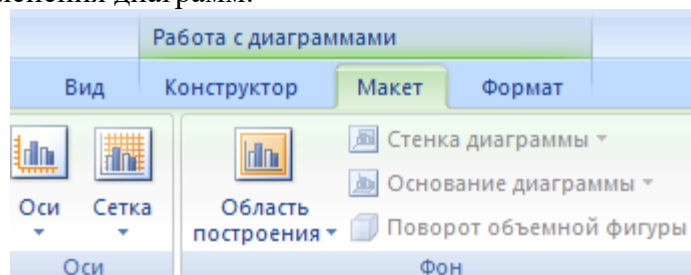 Работа с диаграммами
Вид Конструктор Макет Формат
Стенка диаграммы
Основание диаграммы
Поворот объемной фигуры
Оси Сетка Область построения
Оси Фон